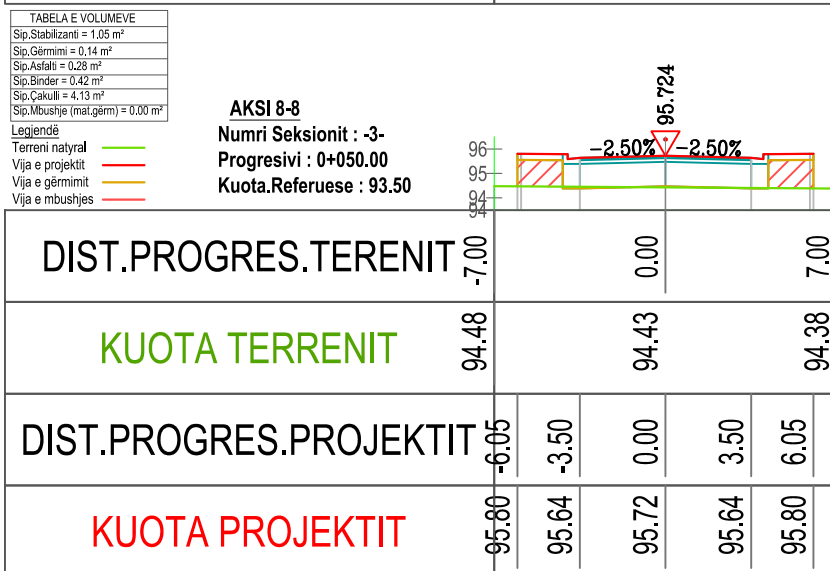 TABELA E VOLUMEVE
Sip.Stabilizanti = 1.05 m²
Sip.Gërmimi = 0.14 m²
Sip.Asfalti = 0.28 m²
Sip.Binder = 0.42 m²
Sip.Çakulli = 4.13 m²
Sip.Mbushje (mat.gërm) = 0.00 m²
Legjendë
Terreni natyral
Vija e projektit
Vija e gërmimit
Vija e mbushjes
AKSI 8-8
Numri Seksionit : -3-
Progresivi : 0+050.00
Kuota.Referuese : 93.50
95.724
-2.50% -2.50%
96
95
94
94
DIST.PROGRES.TERENIT -7.00 0.00 7.00
KUOTA TERRENIT 94.48 94.43 94.38
DIST.PROGRES.PROJEKTIT -6.05 -3.50 0.00 3.50 6.05
KUOTA PROJEKTIT 95.80 95.64 95.72 95.64 95.80